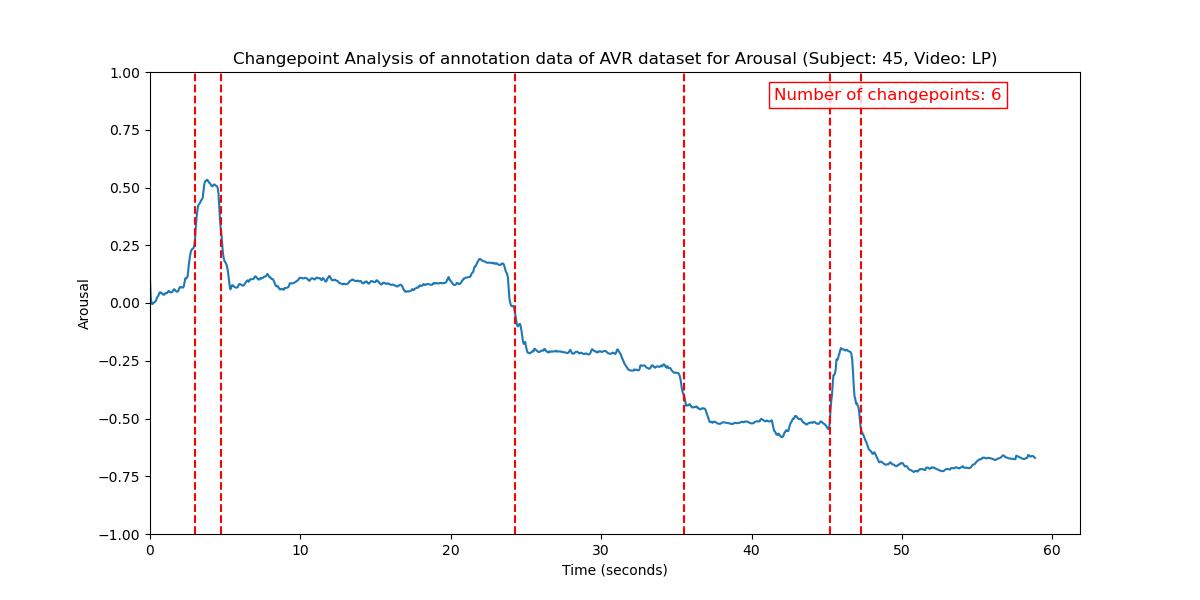 Changepoint Analysis of annotation data of AVR dataset for Arousal (Subject: 45, Video: LP)
Number of changepoints: 6
Arousal
1.00
0.75
0.50
0.25
0.00
−0.25
−0.50
−0.75
−1.00
0 10 20 30 40 50 60
Time (seconds)